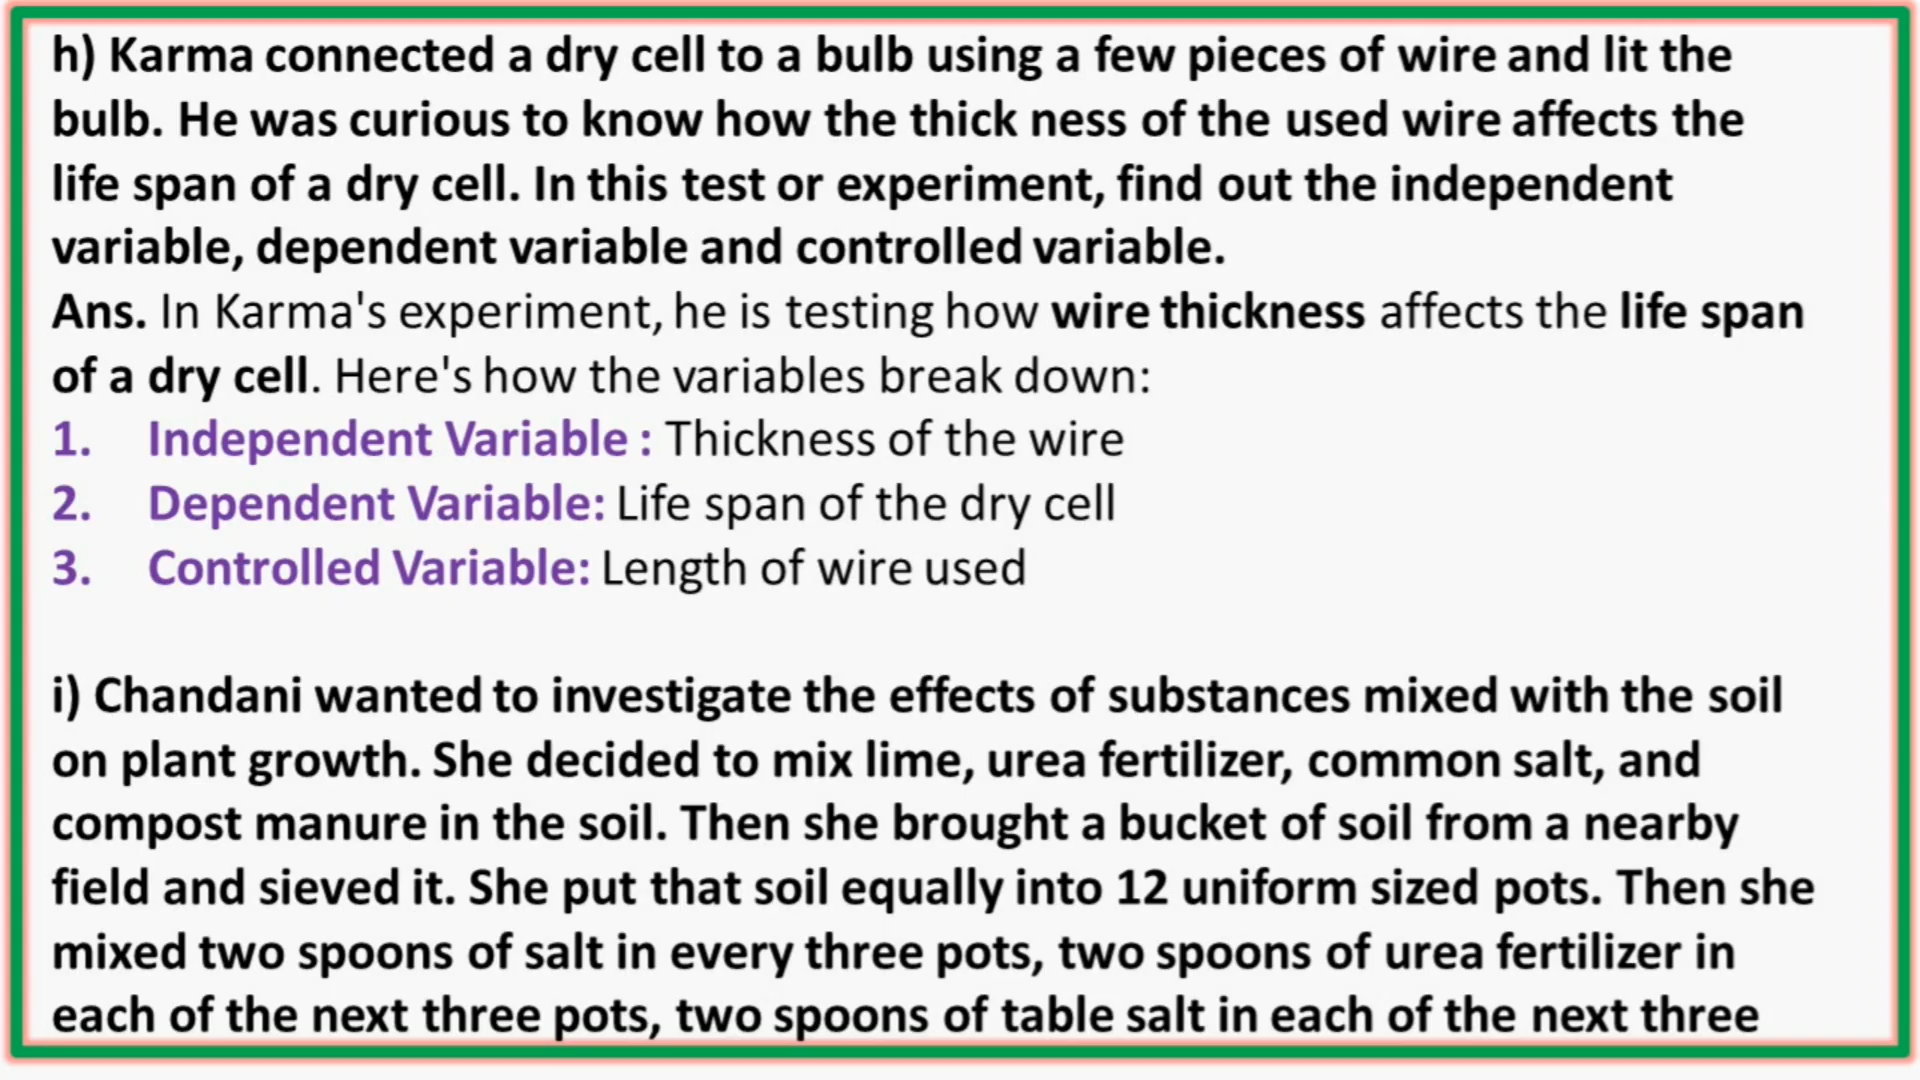 h) Karma connected a dry cell to a bulb using a few pieces of wire and lit the
bulb. He was curious to know how the thick ness of the used wire affects the
life span of a dry cell. In this test or experiment, find out the independent
variable, dependent variable and controlled variable.
Ans. In Karma's experiment, he is testing how wire thickness affects the life span
of a dry cell. Here's how the variables break down:
1. Independent Variable : Thickness of the wire
2. Dependent Variable: Life span of the dry cell
3. Controlled Variable: Length of wire used
i) Chandani wanted to investigate the effects of substances mixed with the soil
on plant growth. She decided to mix lime, urea fertilizer, common salt, and
compost manure in the soil. Then she brought a bucket of soil from a nearby
field and sieved it. She put that soil equally into 12 uniform sized pots. Then she
mixed two spoons of salt in every three pots, two spoons of urea fertilizer in
each of the next three pots, two spoons of table salt in each of the next three